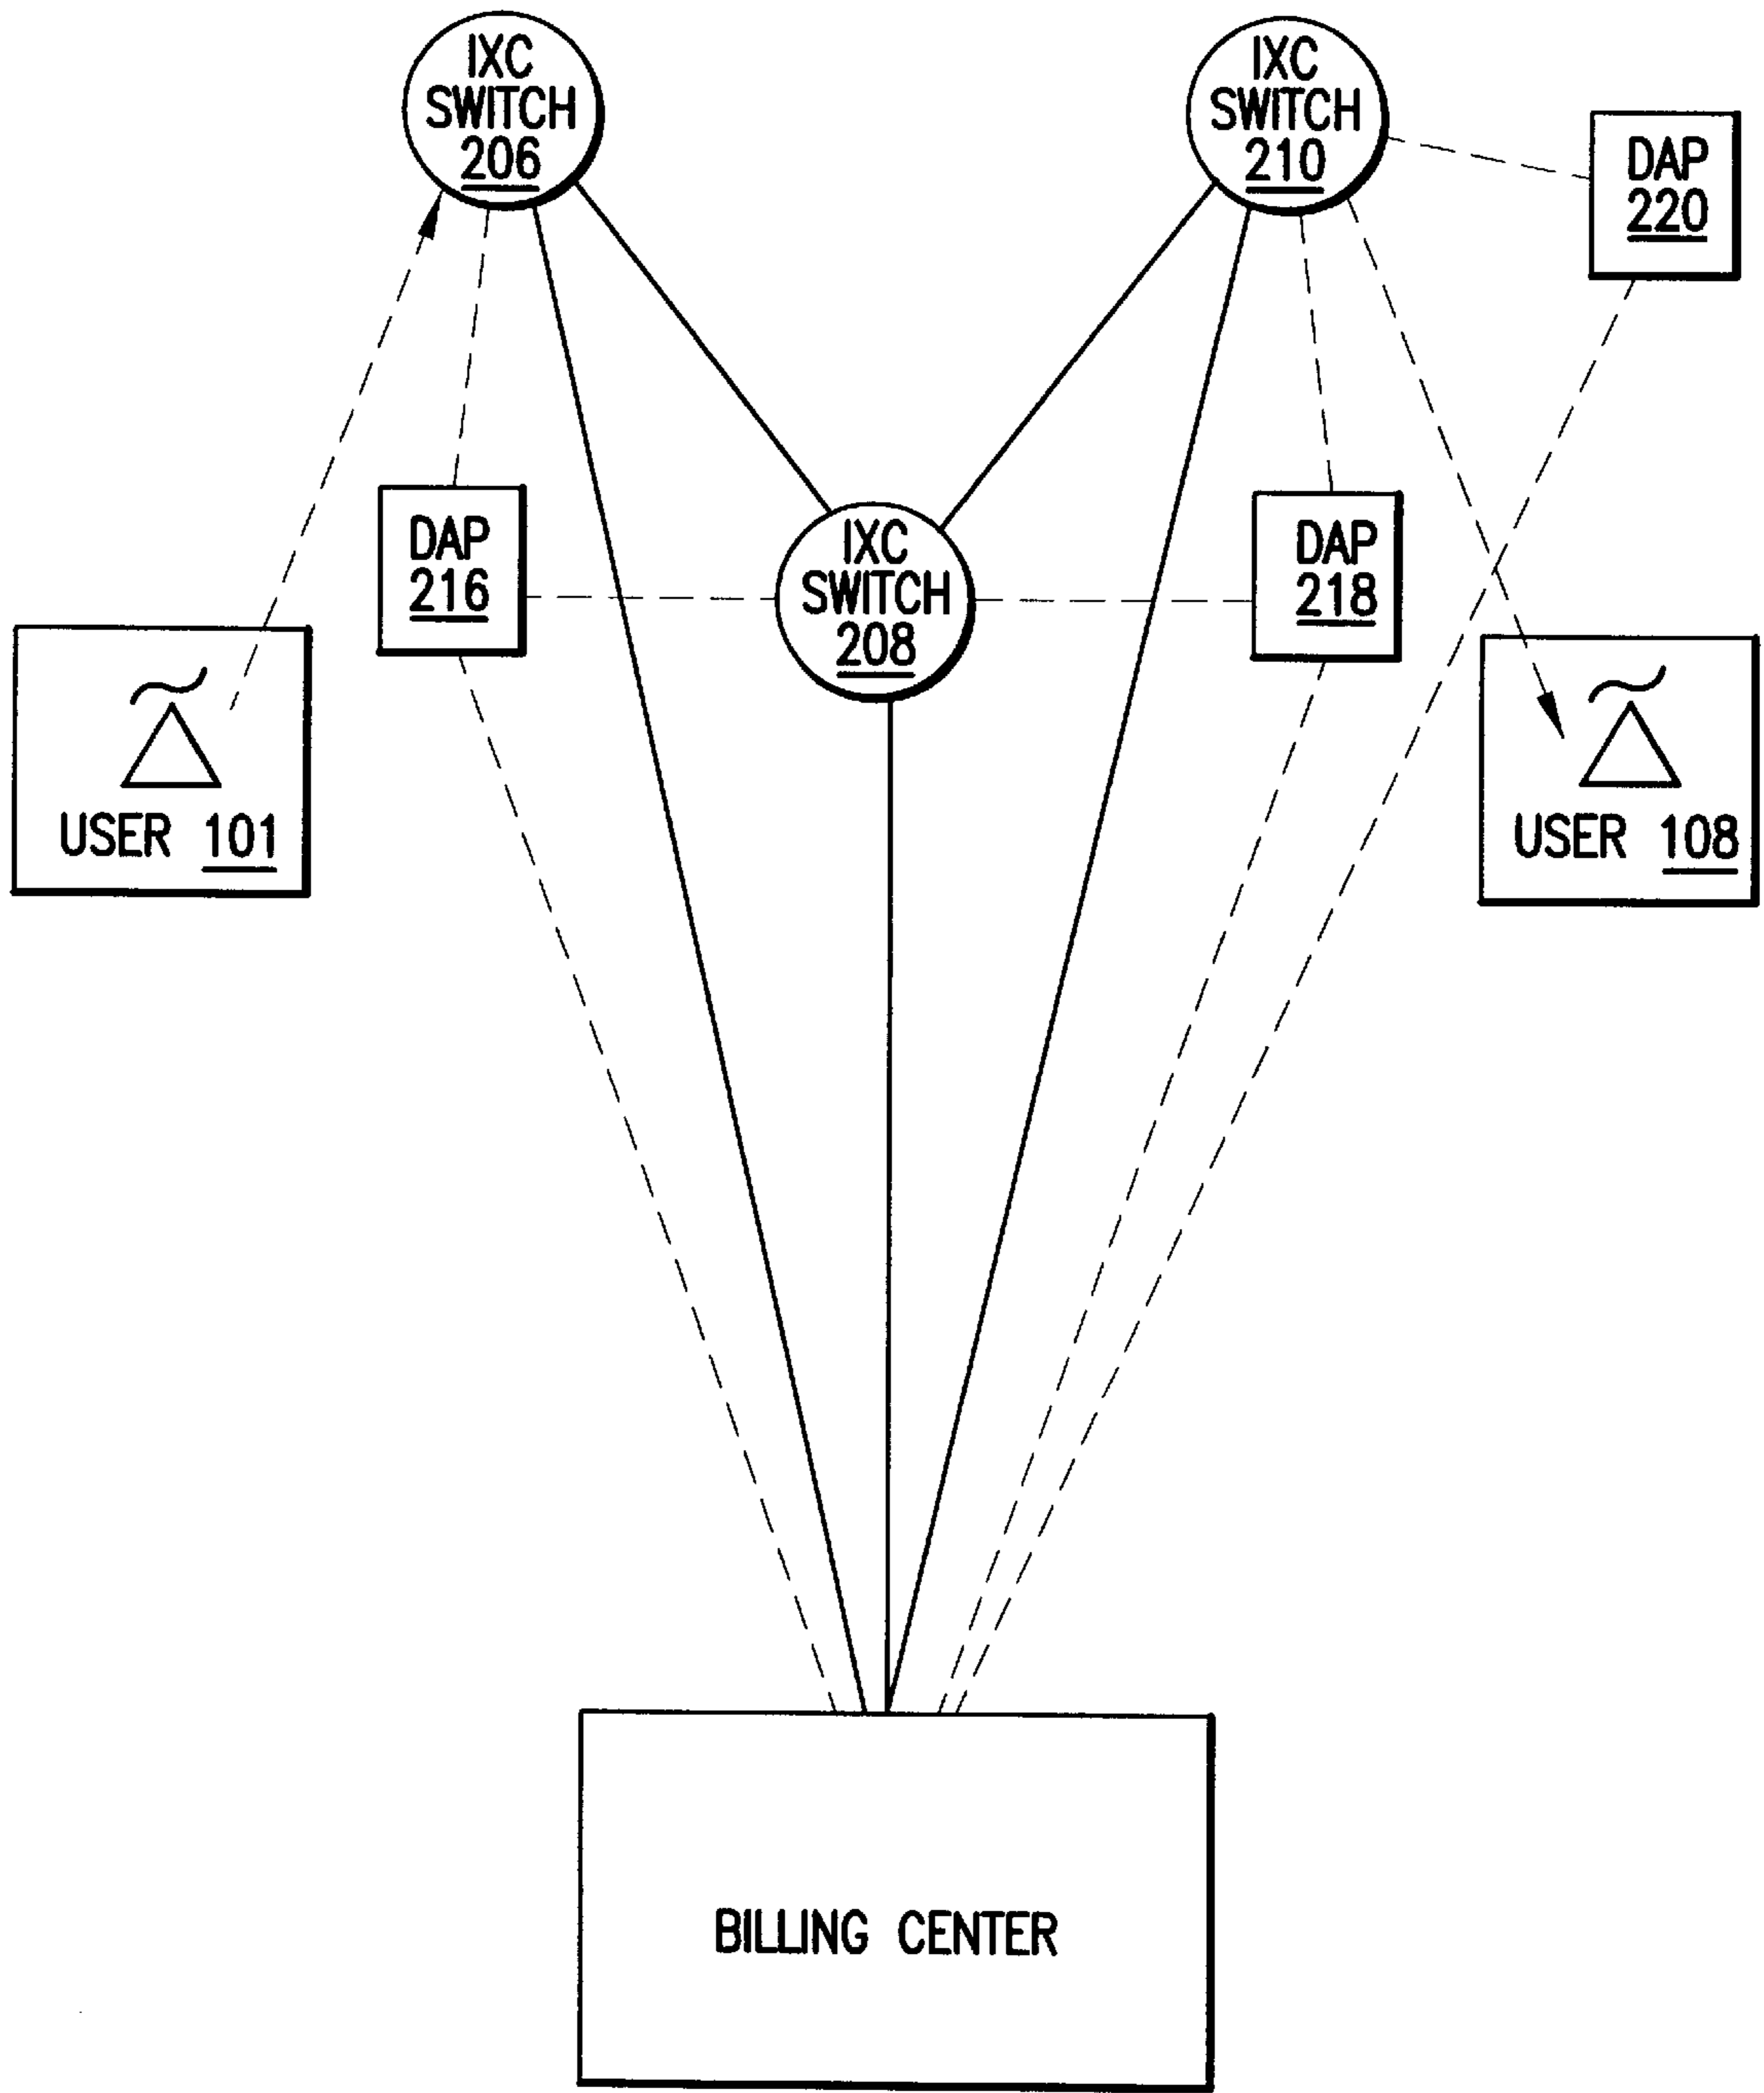 IXC
SWITCH
206
IXC
SWITCH
210
DAP
220
DAP
216
IXC
SWITCH
208
DAP
218
USER 101
USER 108
BILLING CENTER